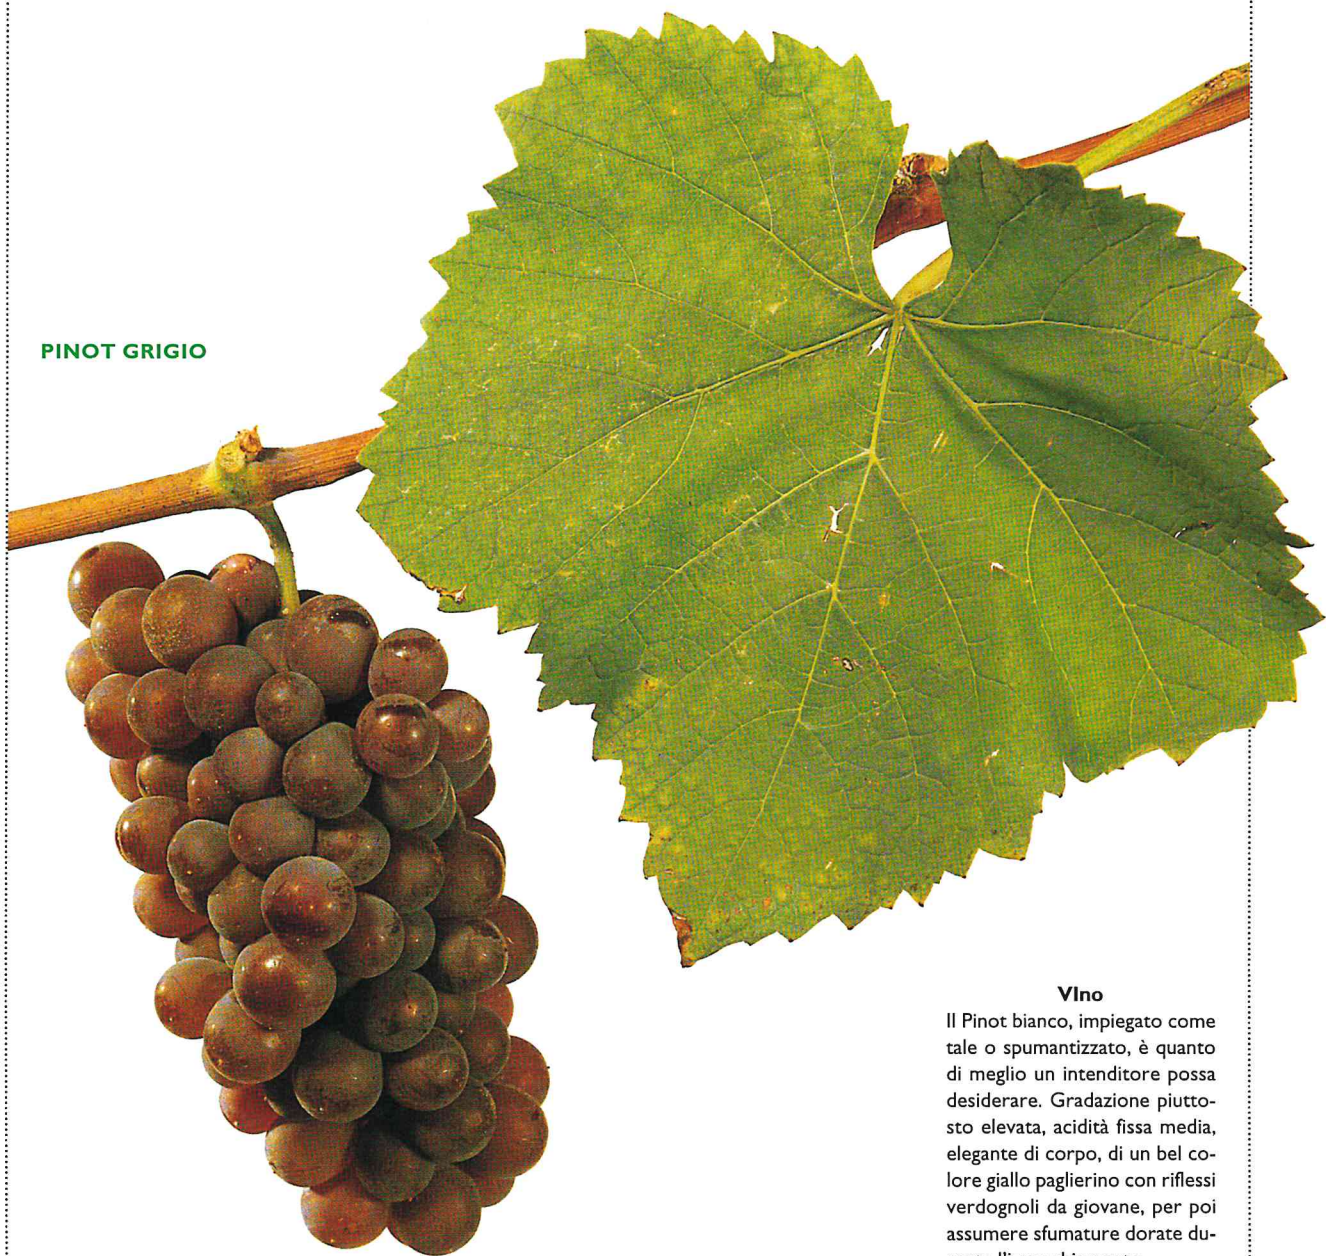 PINOT GRIGIO
VIno
Il Pinot bianco, impiegato come
tale o spumantizzato, è quanto
di meglio un intenditore possa
desiderare. Gradazione piutto-
sto elevata, acidità fissa media,
elegante di corpo, di un bel co-
lore giallo paglierino con riflessi
verdognoli da giovane, per poi
assumere sfumature dorate du-